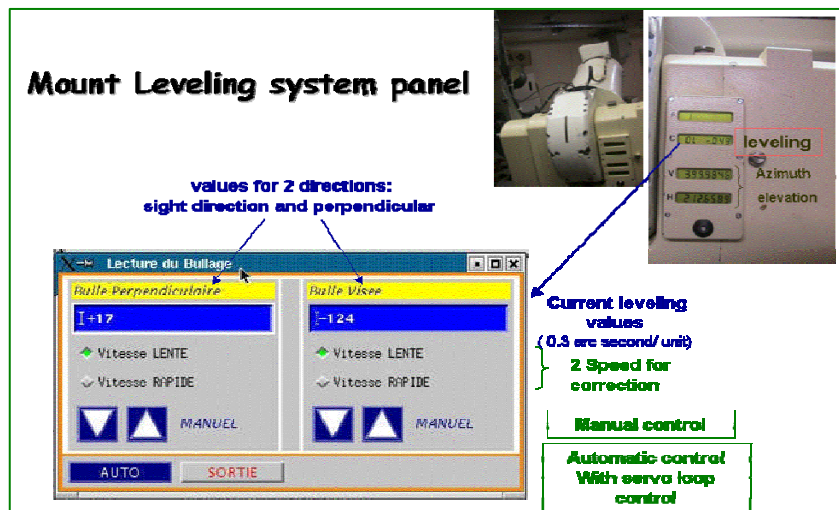 Mount Leveling system panel
leveling
Azimuth
elevation
C
V 399.9848
H
values for 2 directions:
sight direction and perpendicular
Lecture du Bullage
Bulle Perpendiculaire
+17
Vitesse LENTE
Vitesse RAPIDE
MANUEL
Bulle Visee
-124
Vitesse LENTE
Vitesse RAPIDE
MANUEL
AUTO
SORTIE
Current leveling
values
( 0.3 arc second/ unit)
2 Speed for
correction
Manual control
Automatic control
With servo loop
control